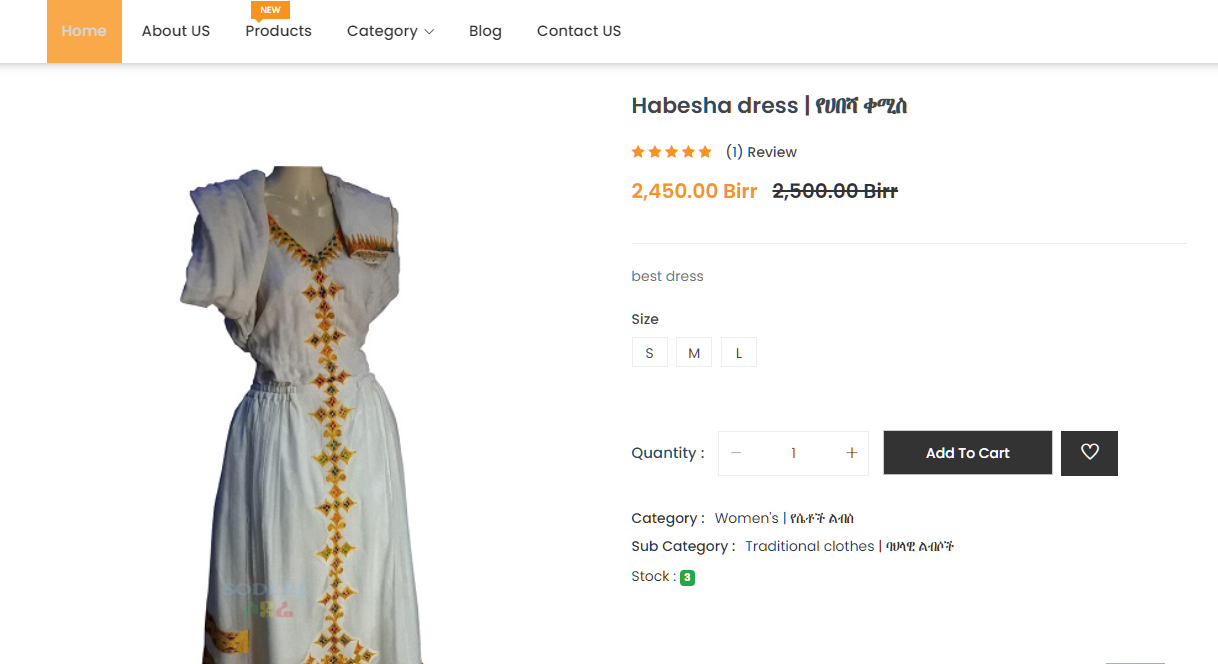 NEW
Home About US Products Category Blog Contact US
Habesha dress | የሀበሻ ቀሚስ
(1) Review
2,450.00 Birr 2,500.00 Birr
best dress
Size
S M L
Quantity : − 1 + Add To Cart
Category : Women's | የሴቶች ልብስ
Sub Category : Traditional clothes | ባህላዊ ልብሶች
Stock : 3